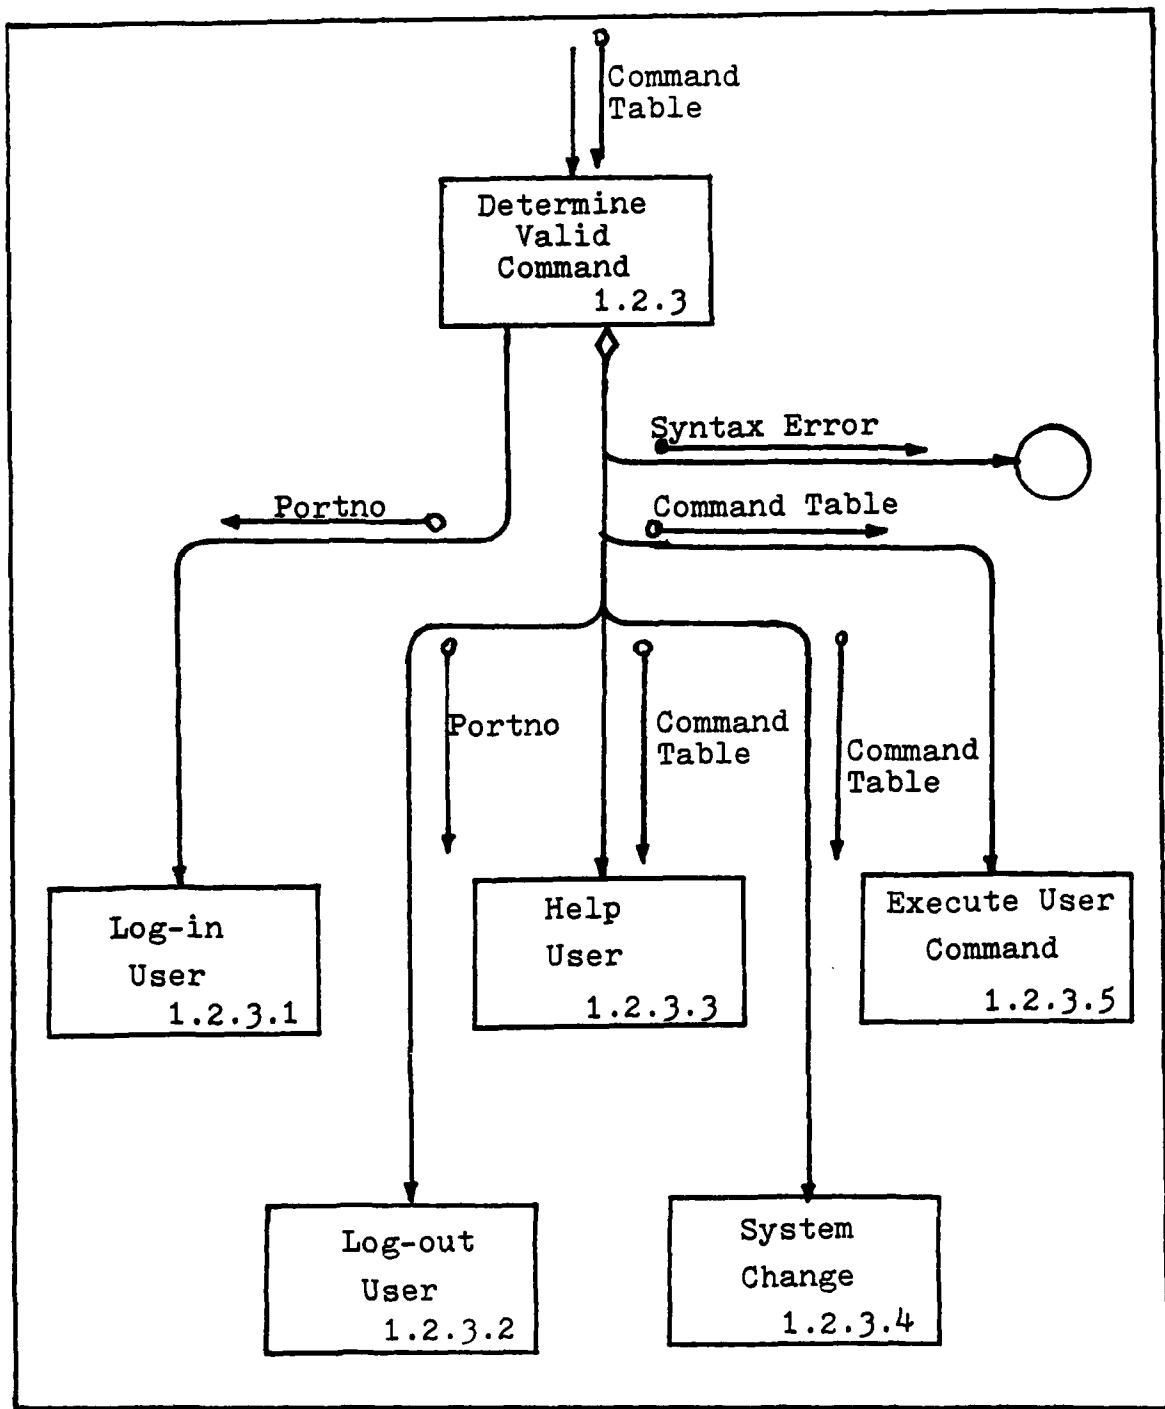 Command
Table
Determine
Valid
Command
1.2.3
Syntax Error
Portno
Command Table
Portno
Command
Table
Command
Table
Log-in
User
1.2.3.1
Help
User
1.2.3.3
Execute User
Command
1.2.3.5
Log-out
User
1.2.3.2
System
Change
1.2.3.4